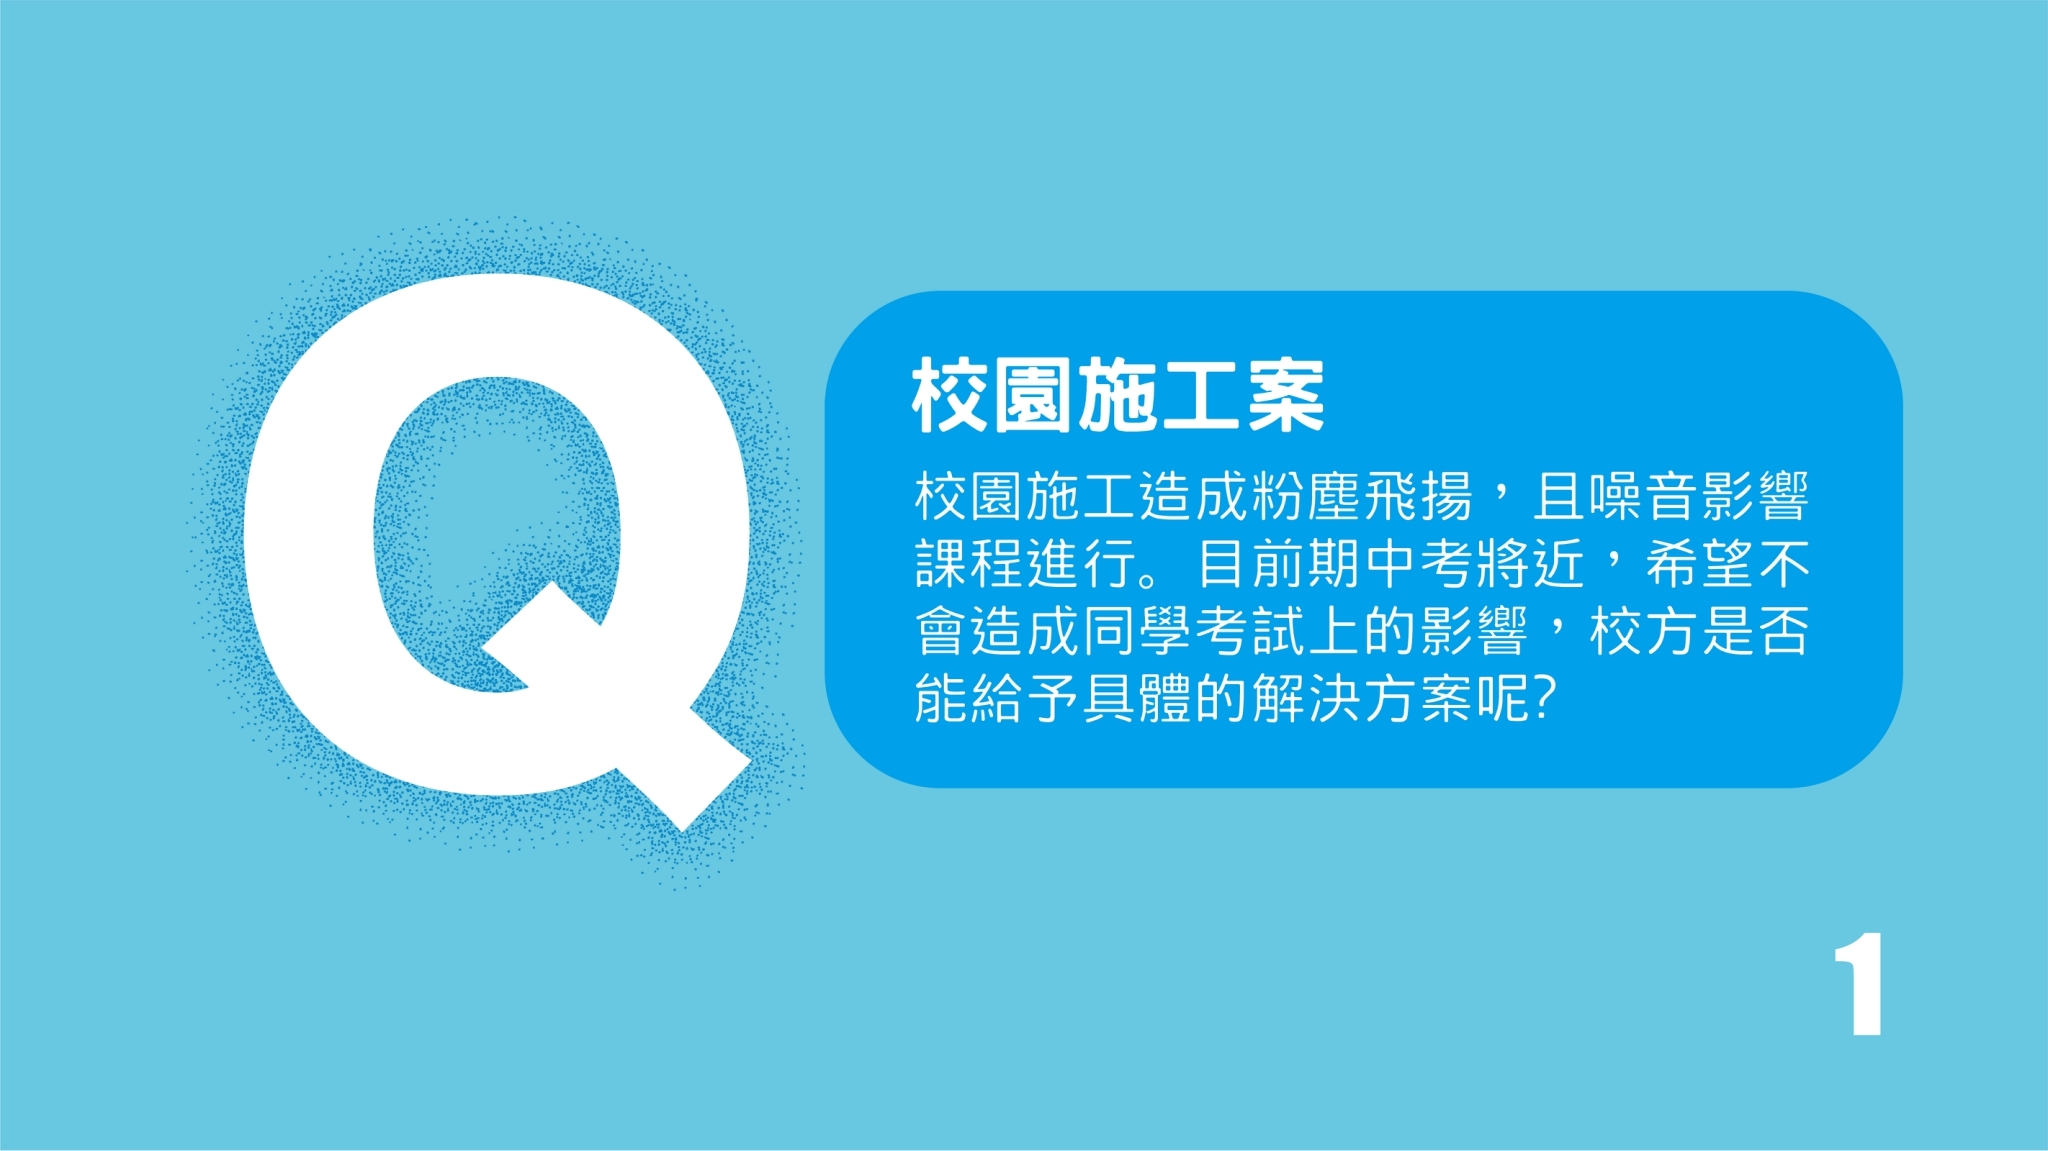 Q
校園施工案
校園施工造成粉塵飛揚，且噪音影響
課程進行。目前期中考將近，希望不
會造成同學考試上的影響，校方是否
能給予具體的解決方案呢？
1